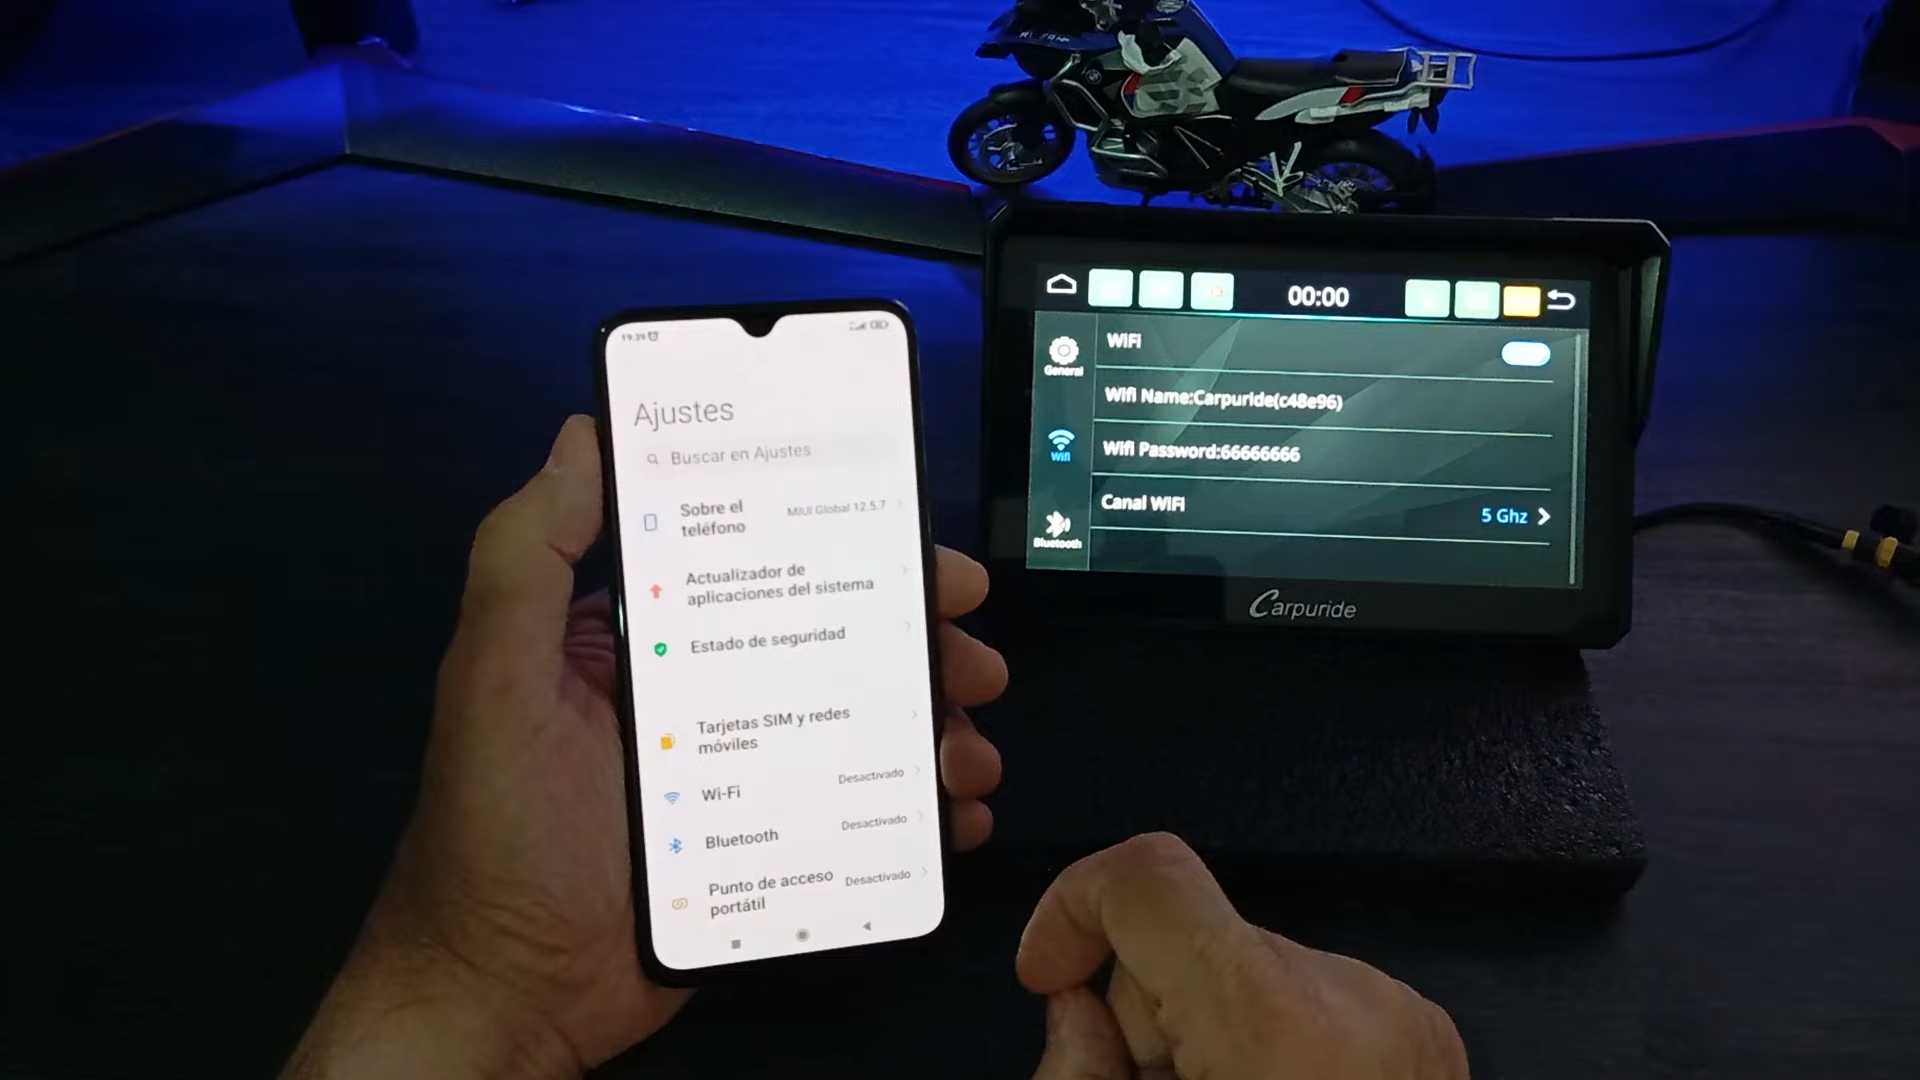 19:39
Ajustes
Buscar en Ajustes
Sobre el
teléfono
MIUI Global 12.5.7
Actualizador de
aplicaciones del sistema
Estado de seguridad
Tarjetas SIM y redes
móviles
Wi-Fi
Desactivado
Bluetooth
Desactivado
Punto de acceso
portátil
Desactivado
00:00
General
Wifi
Bluetooth
WiFi
Wifi Name:Carpuride(c48e96)
Wifi Password:66666666
Canal WiFi
5 Ghz
Carpuride